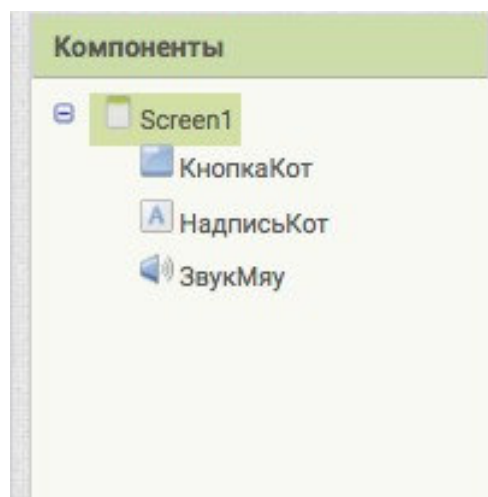 Компоненты
Screen1
КнопкаКот
A НадписьКот
ЗвукМяу